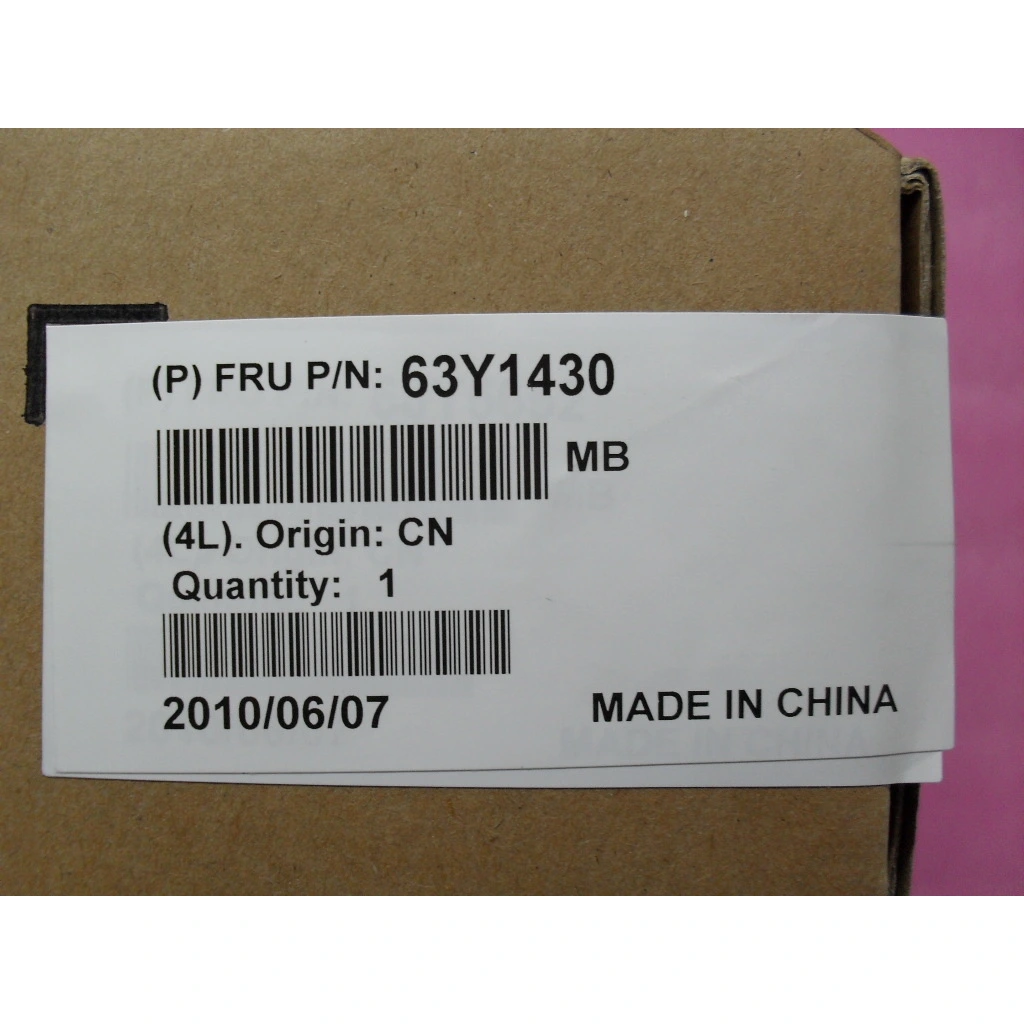 (P) FRU P/N: 63Y1430
MB
(4L). Origin: CN
Quantity: 1
2010/06/07
MADE IN CHINA